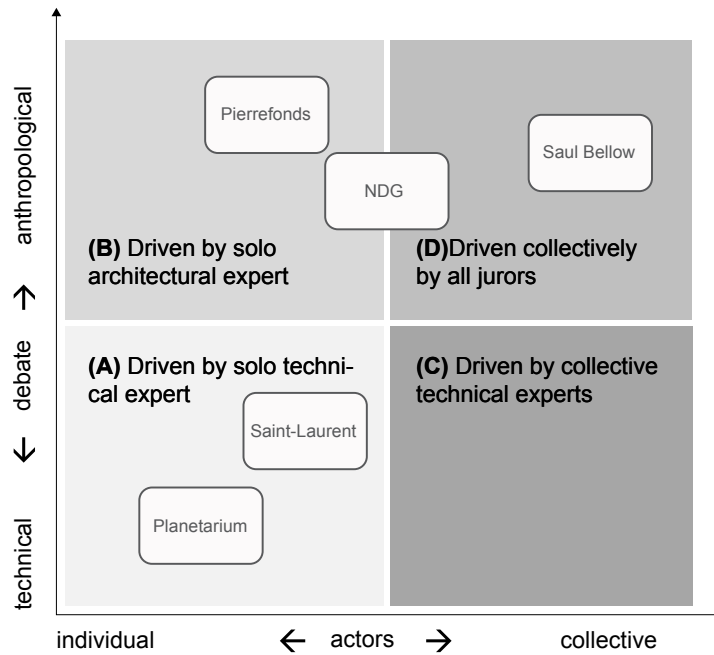 anthropological
Pierrefonds
Saul Bellow
NDG
(B) Driven by solo
architectural expert
(D)Driven collectively
by all jurors
↑
debate
↓
(A) Driven by solo techni-
cal expert
(C) Driven by collective
technical experts
Saint-Laurent
Planetarium
technical
individual ← actors → collective